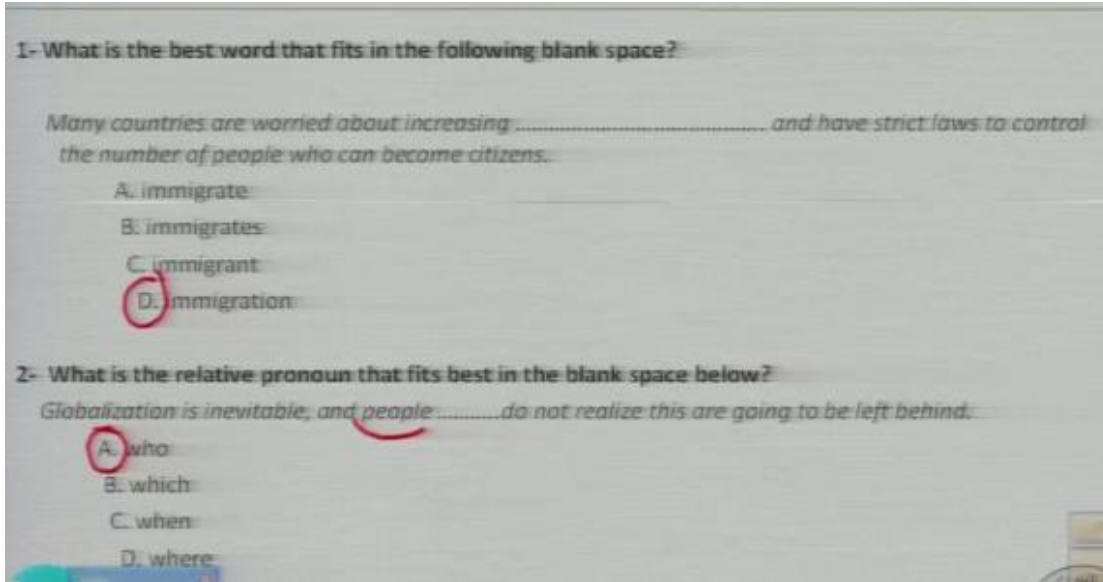 1- What is the best word that fits in the following blank space?
Many countries are worried about increasing .................................... and have strict laws to control
the number of people who can become citizens.
A. immigrate
B. immigrates
C. immigrant
D. immigration
2- What is the relative pronoun that fits best in the blank space below?
Globalization is inevitable, and people ..........do not realize this are going to be left behind.
A. who
B. which
C. when
D. where